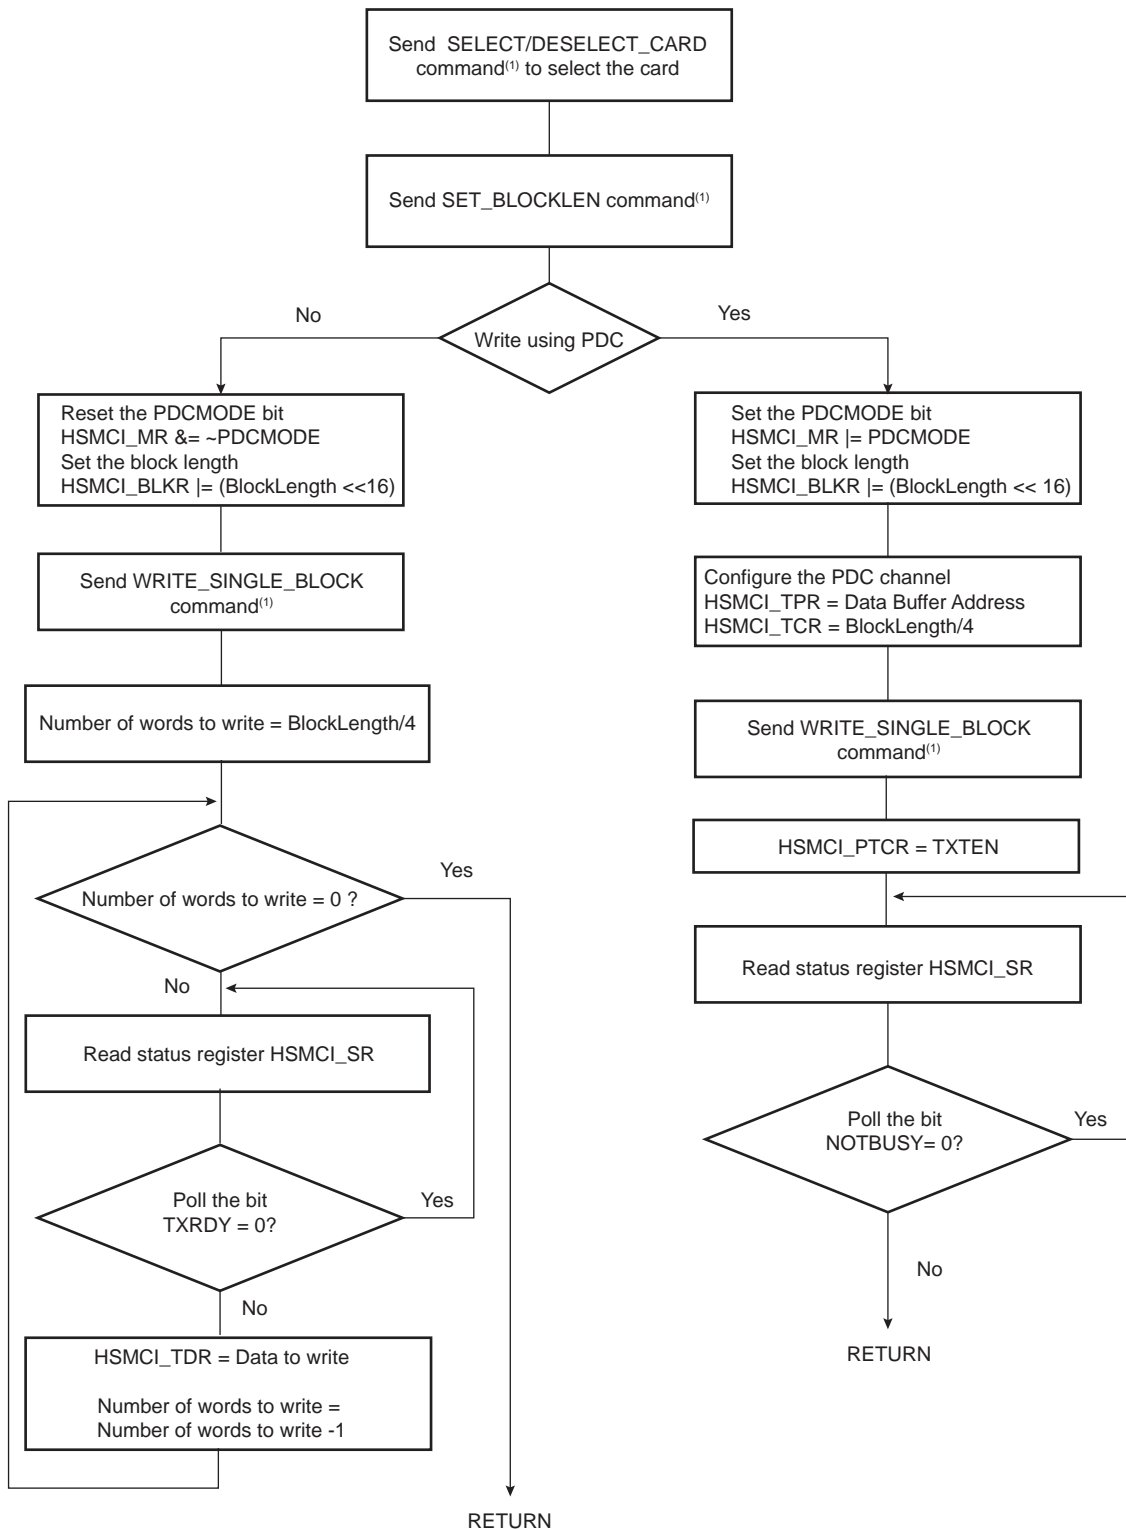 Send SELECT/DESELECT_CARD
command(1) to select the card
Send SET_BLOCKLEN command(1)
No
Yes
Write using PDC
Reset the PDCMODE bit
HSMCI_MR &= ~PDCMODE
Set the block length
HSMCI_BLKR |= (BlockLength <<16)
Send WRITE_SINGLE_BLOCK
command(1)
Number of words to write = BlockLength/4
Number of words to write = 0 ?
Yes
No
Read status register HSMCI_SR
Poll the bit
TXRDY = 0?
Yes
No
HSMCI_TDR = Data to write
Number of words to write =
Number of words to write -1
RETURN
Set the PDCMODE bit
HSMCI_MR |= PDCMODE
Set the block length
HSMCI_BLKR |= (BlockLength << 16)
Configure the PDC channel
HSMCI_TPR = Data Buffer Address
HSMCI_TCR = BlockLength/4
Send WRITE_SINGLE_BLOCK
command(1)
HSMCI_PTCR = TXTEN
Read status register HSMCI_SR
Poll the bit
NOTBUSY= 0?
Yes
No
RETURN